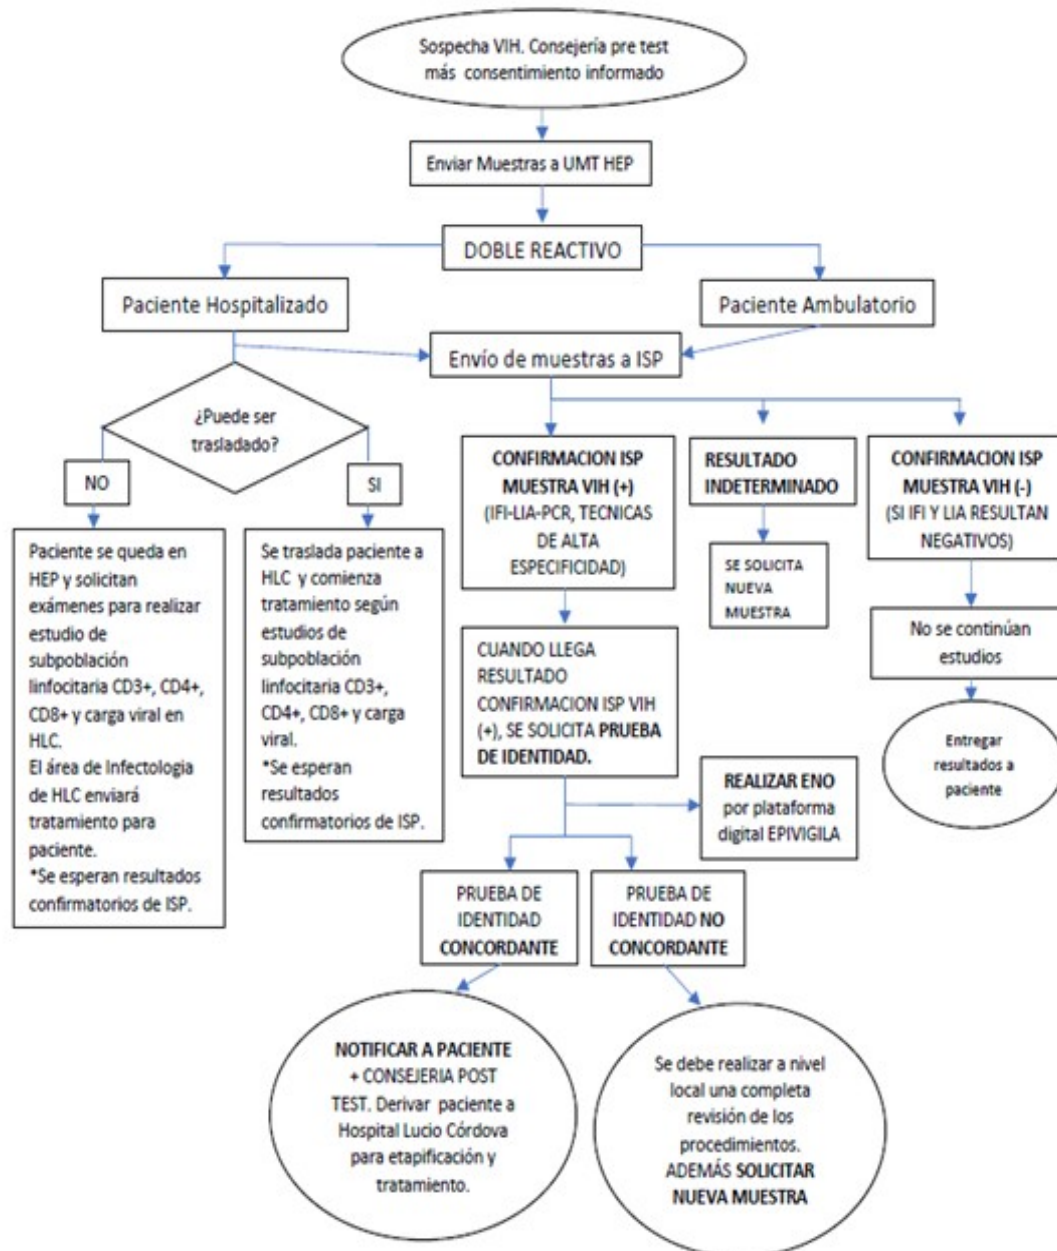 Sospecha VIH. Consejería pre test
más consentimiento informado
Enviar Muestras a UMT HEP
DOBLE REACTIVO
Paciente Hospitalizado
Paciente Ambulatorio
Envío de muestras a ISP
¿Puede ser
trasladado?
NO
SI
Paciente se queda en
HEP y solicitan
exámenes para realizar
estudio de
subpoblación
linfocitaria CD3+, CD4+,
CD8+ y carga viral en
HLC.
El área de Infectologia
de HLC enviará
tratamiento para
paciente.
*Se esperan resultados
confirmatorios de ISP.
Se traslada paciente a
HLC y comienza
tratamiento según
estudios de
subpoblación
linfocitaria CD3+,
CD4+, CD8+ y carga
viral.
*Se esperan
resultados
confirmatorios de ISP.
CONFIRMACION ISP
MUESTRA VIH (+)
(IFI-LIA-PCR, TECNICAS
DE ALTA
ESPECIFICIDAD)
RESULTADO
INDETERMINADO
CONFIRMACION ISP
MUESTRA VIH (-)
(SI IFI Y LIA RESULTAN
NEGATIVOS)
SE SOLICITA
NUEVA
MUESTRA
No se continúan
estudios
Entregar
resultados a
paciente
CUANDO LLEGA
RESULTADO
CONFIRMACION ISP VIH
(+), SE SOLICITA PRUEBA
DE IDENTIDAD.
REALIZAR ENO
por plataforma
digital EPIVIGILA
PRUEBA DE
IDENTIDAD
CONCORDANTE
PRUEBA DE
IDENTIDAD NO
CONCORDANTE
NOTIFICAR A PACIENTE
+ CONSEJERIA POST
TEST. Derivar paciente a
Hospital Lucio Córdova
para etapificación y
tratamiento.
Se debe realizar a nivel
local una completa
revisión de los
procedimientos.
ADEMÁS SOLICITAR
NUEVA MUESTRA